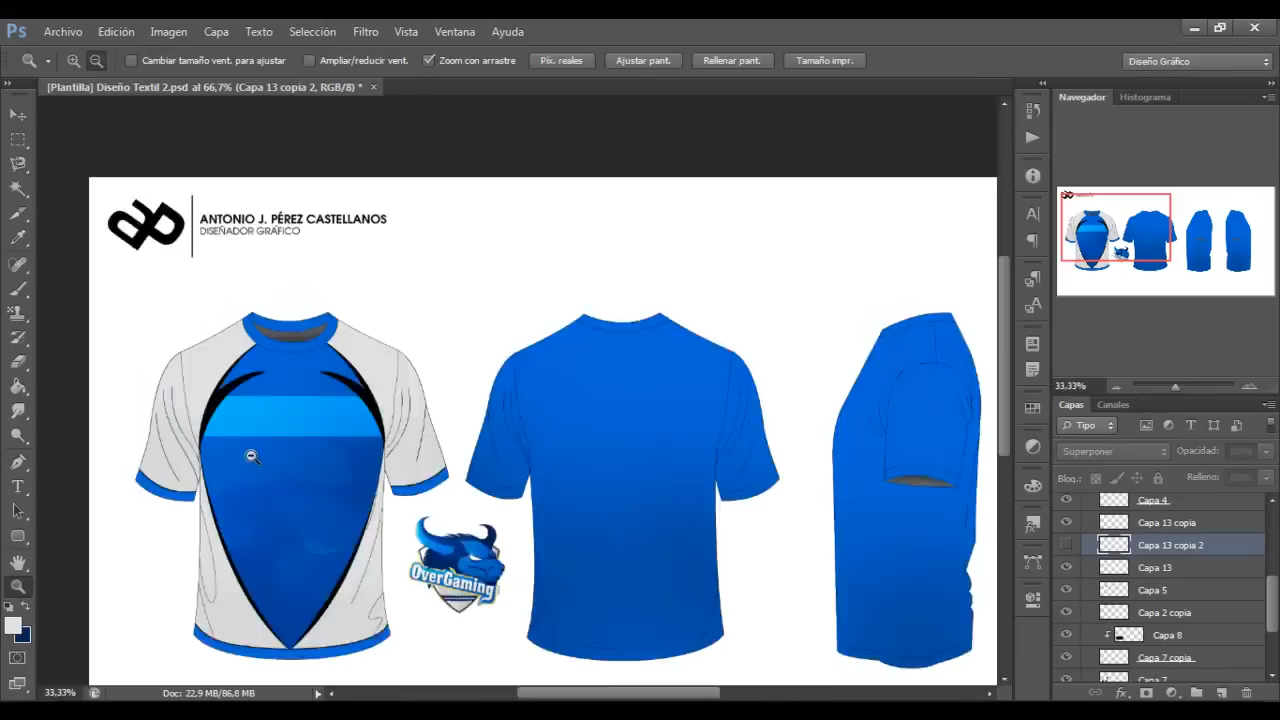 Ps Archivo Edición Imagen Capa Texto Selección Filtro Vista Ventana Ayuda
Cambiar tamaño vent. para ajustar Ampliar/reducir vent. Zoom con arrastre Píx. reales Ajustar pant. Rellenar pant. Tamaño impr. Diseño Gráfico
[Plantilla] Diseño Textil 2.psd al 66,7% (Capa 13 copia 2, RGB/8) * ×
Navegador Histograma
ANTONIO J. PÉREZ CASTELLANOS
DISEÑADOR GRÁFICO
33,33%
Capas Canales
Tipo
Superponer Opacidad: 100%
Bloq.: Relleno: 100%
Capa 4
Capa 13 copia
Capa 13 copia 2
Capa 13
Capa 5
Capa 2 copia
Capa 8
Capa 7 copia
Capa 7
OverGaming
33,33% Doc: 22,9 MB/86,8 MB